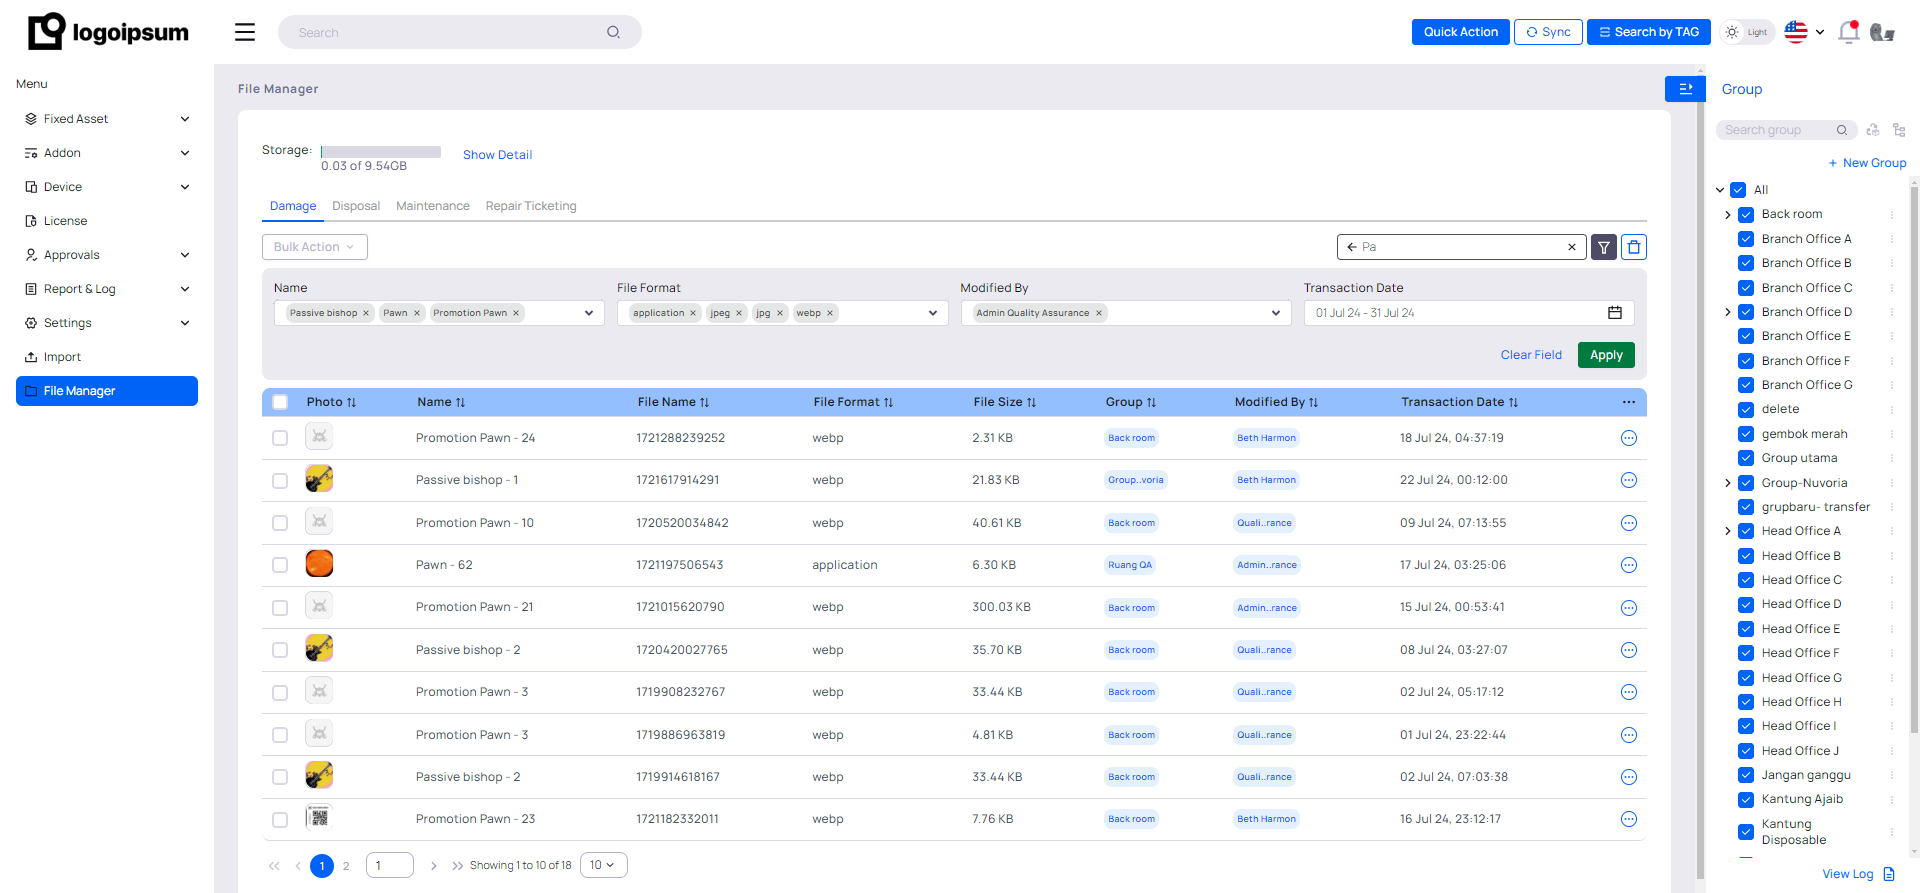 logoipsum
Search
Quick Action
Sync
Search by TAG
Light
Menu
Fixed Asset
Addon
Device
License
Approvals
Report & Log
Settings
Import
File Manager
File Manager
Storage:
0.03 of 9.54GB
Show Detail
Damage Disposal Maintenance Repair Ticketing
Bulk Action
Pa
Name File Format Modified By Transaction Date
Passive bishop × Pawn × Promotion Pawn × application × jpeg × jpg × webp × Admin Quality Assurance × 01 Jul 24 - 31 Jul 24
Clear Field Apply
Photo Name File Name File Format File Size Group Modified By Transaction Date
Promotion Pawn - 24 1721288239252 webp 2.31 KB Back room Beth Harmon 18 Jul 24, 04:37:19
Passive bishop - 1 1721617914291 webp 21.83 KB Group..voria Beth Harmon 22 Jul 24, 00:12:00
Promotion Pawn - 10 1720520034842 webp 40.61 KB Back room Quali..rance 09 Jul 24, 07:13:55
Pawn - 62 1721197506543 application 6.30 KB Ruang QA Admin..rance 17 Jul 24, 03:25:06
Promotion Pawn - 21 1721015620790 webp 300.03 KB Back room Admin..rance 15 Jul 24, 00:53:41
Passive bishop - 2 1720420027765 webp 35.70 KB Back room Quali..rance 08 Jul 24, 03:27:07
Promotion Pawn - 3 1719908232767 webp 33.44 KB Back room Quali..rance 02 Jul 24, 05:17:12
Promotion Pawn - 3 1719886963819 webp 4.81 KB Back room Quali..rance 01 Jul 24, 23:22:44
Passive bishop - 2 1719914618167 webp 33.44 KB Back room Quali..rance 02 Jul 24, 07:03:38
Promotion Pawn - 23 1721182332011 webp 7.76 KB Back room Beth Harmon 16 Jul 24, 23:12:17
1 2 1 Showing 1 to 10 of 18 10
Group
Search group
+ New Group
All
Back room
Branch Office A
Branch Office B
Branch Office C
Branch Office D
Branch Office E
Branch Office F
Branch Office G
delete
gembok merah
Group utama
Group-Nuvoria
grupbaru- transfer
Head Office A
Head Office B
Head Office C
Head Office D
Head Office E
Head Office F
Head Office G
Head Office H
Head Office I
Head Office J
Jangan ganggu
Kantung Ajaib
Kantung
Disposable
View Log